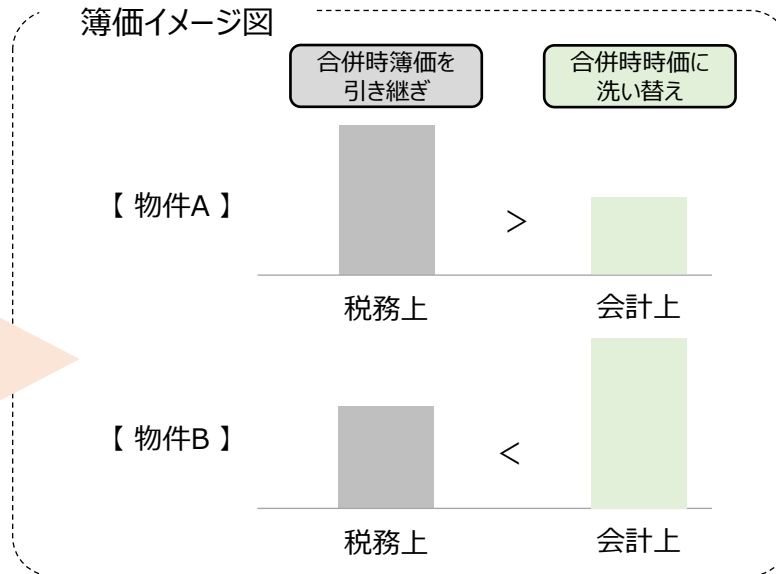 簿価イメージ図
合併時簿価を
引き継ぎ
合併時時価に
洗い替え
【 物件A 】
＞
税務上
会計上
【 物件B 】
＜
税務上
会計上